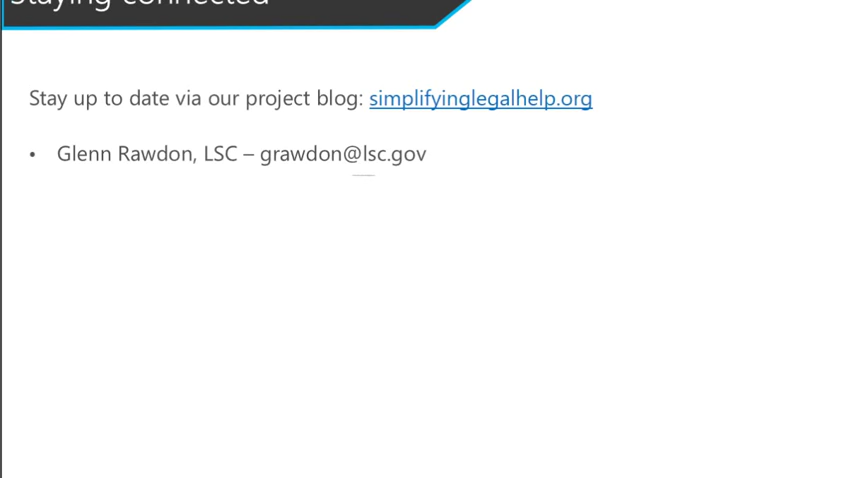 Staying connected
Stay up to date via our project blog: simplifyinglegalhelp.org
• Glenn Rawdon, LSC – grawdon@lsc.gov